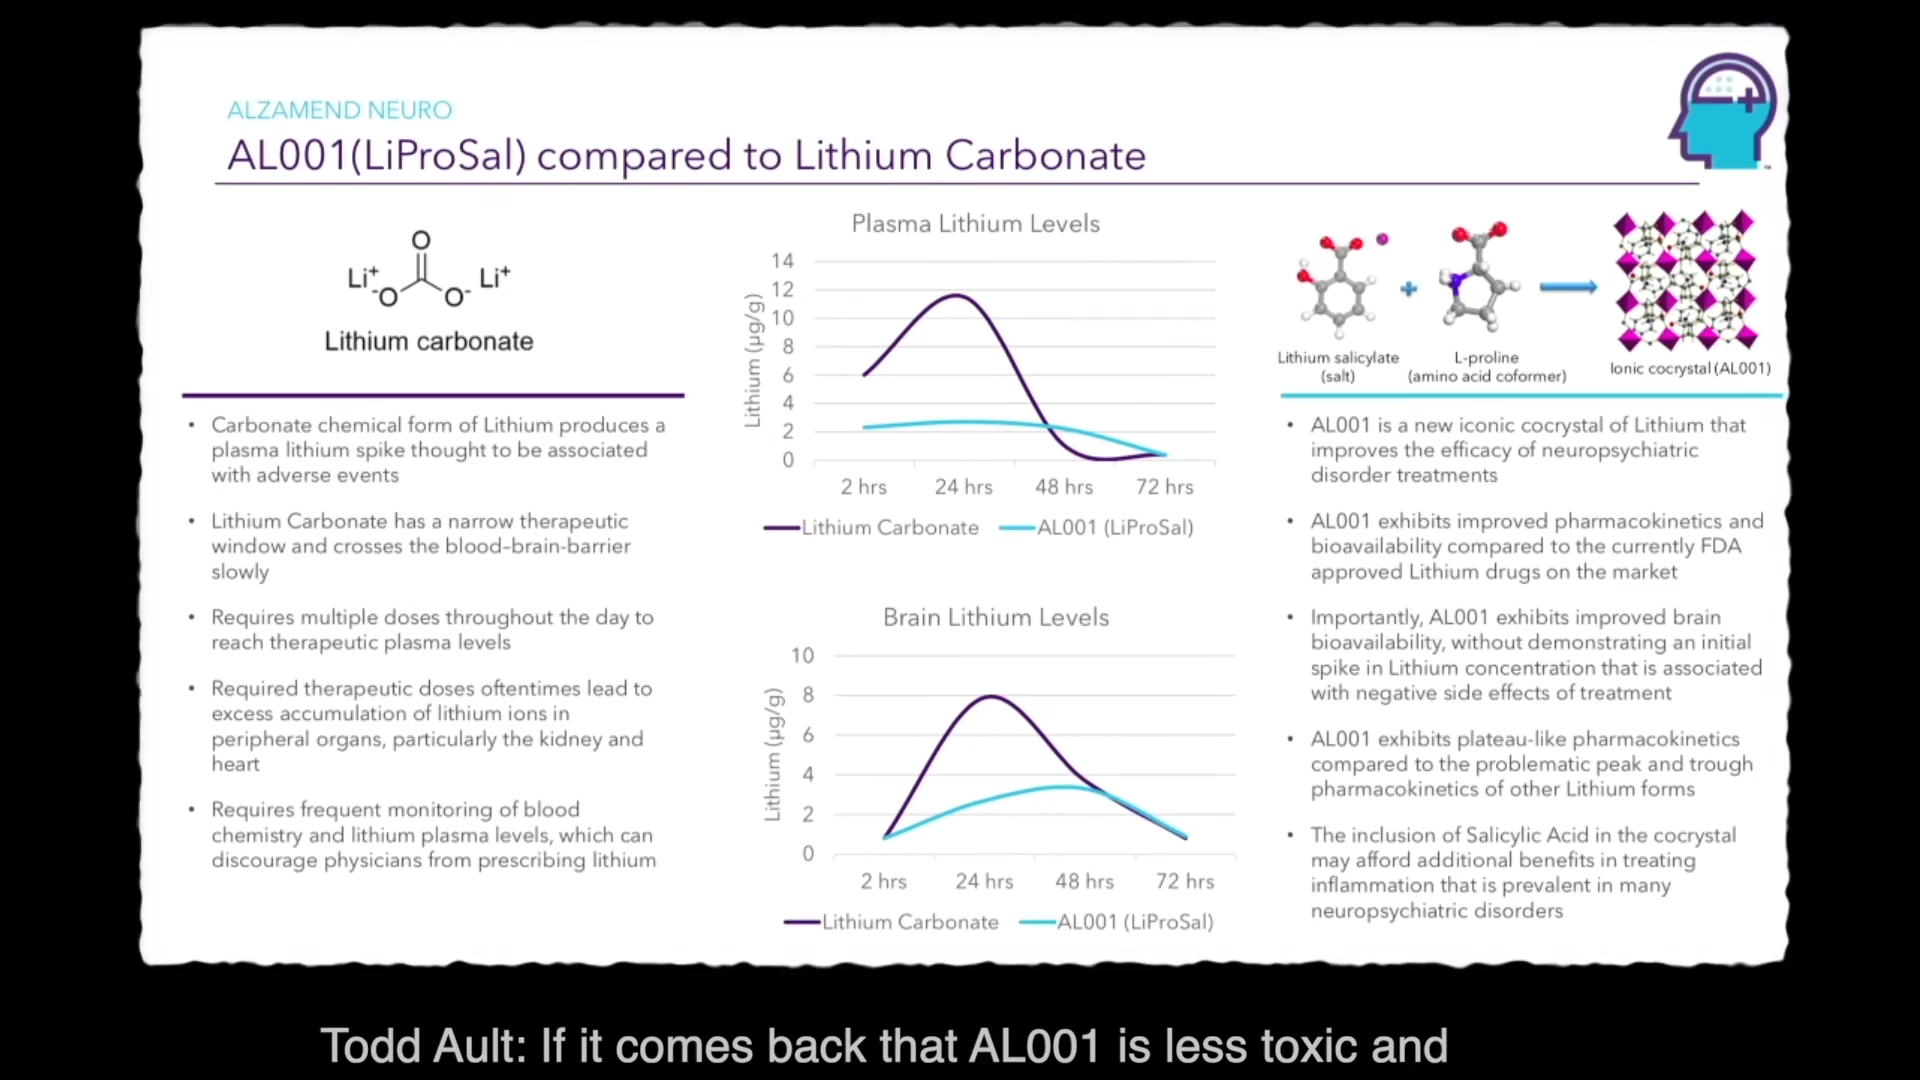 ALZAMEND NEURO
AL001(LiProSal) compared to Lithium Carbonate
O
Li+
-O
O-
Li+
Lithium carbonate
• Carbonate chemical form of Lithium produces a
plasma lithium spike thought to be associated
with adverse events
• Lithium Carbonate has a narrow therapeutic
window and crosses the blood-brain-barrier
slowly
• Requires multiple doses throughout the day to
reach therapeutic plasma levels
• Required therapeutic doses oftentimes lead to
excess accumulation of lithium ions in
peripheral organs, particularly the kidney and
heart
• Requires frequent monitoring of blood
chemistry and lithium plasma levels, which can
discourage physicians from prescribing lithium
Plasma Lithium Levels
Lithium (µg/g)
14
12
10
8
6
4
2
0
2 hrs 24 hrs 48 hrs 72 hrs
Lithium Carbonate AL001 (LiProSal)
Brain Lithium Levels
Lithium (µg/g)
10
8
6
4
2
0
2 hrs 24 hrs 48 hrs 72 hrs
Lithium Carbonate AL001 (LiProSal)
Lithium salicylate
(salt)
L-proline
(amino acid coformer)
Ionic cocrystal (AL001)
• AL001 is a new iconic cocrystal of Lithium that
improves the efficacy of neuropsychiatric
disorder treatments
• AL001 exhibits improved pharmacokinetics and
bioavailability compared to the currently FDA
approved Lithium drugs on the market
• Importantly, AL001 exhibits improved brain
bioavailability, without demonstrating an initial
spike in Lithium concentration that is associated
with negative side effects of treatment
• AL001 exhibits plateau-like pharmacokinetics
compared to the problematic peak and trough
pharmacokinetics of other Lithium forms
• The inclusion of Salicylic Acid in the cocrystal
may afford additional benefits in treating
inflammation that is prevalent in many
neuropsychiatric disorders
Todd Ault: If it comes back that AL001 is less toxic and